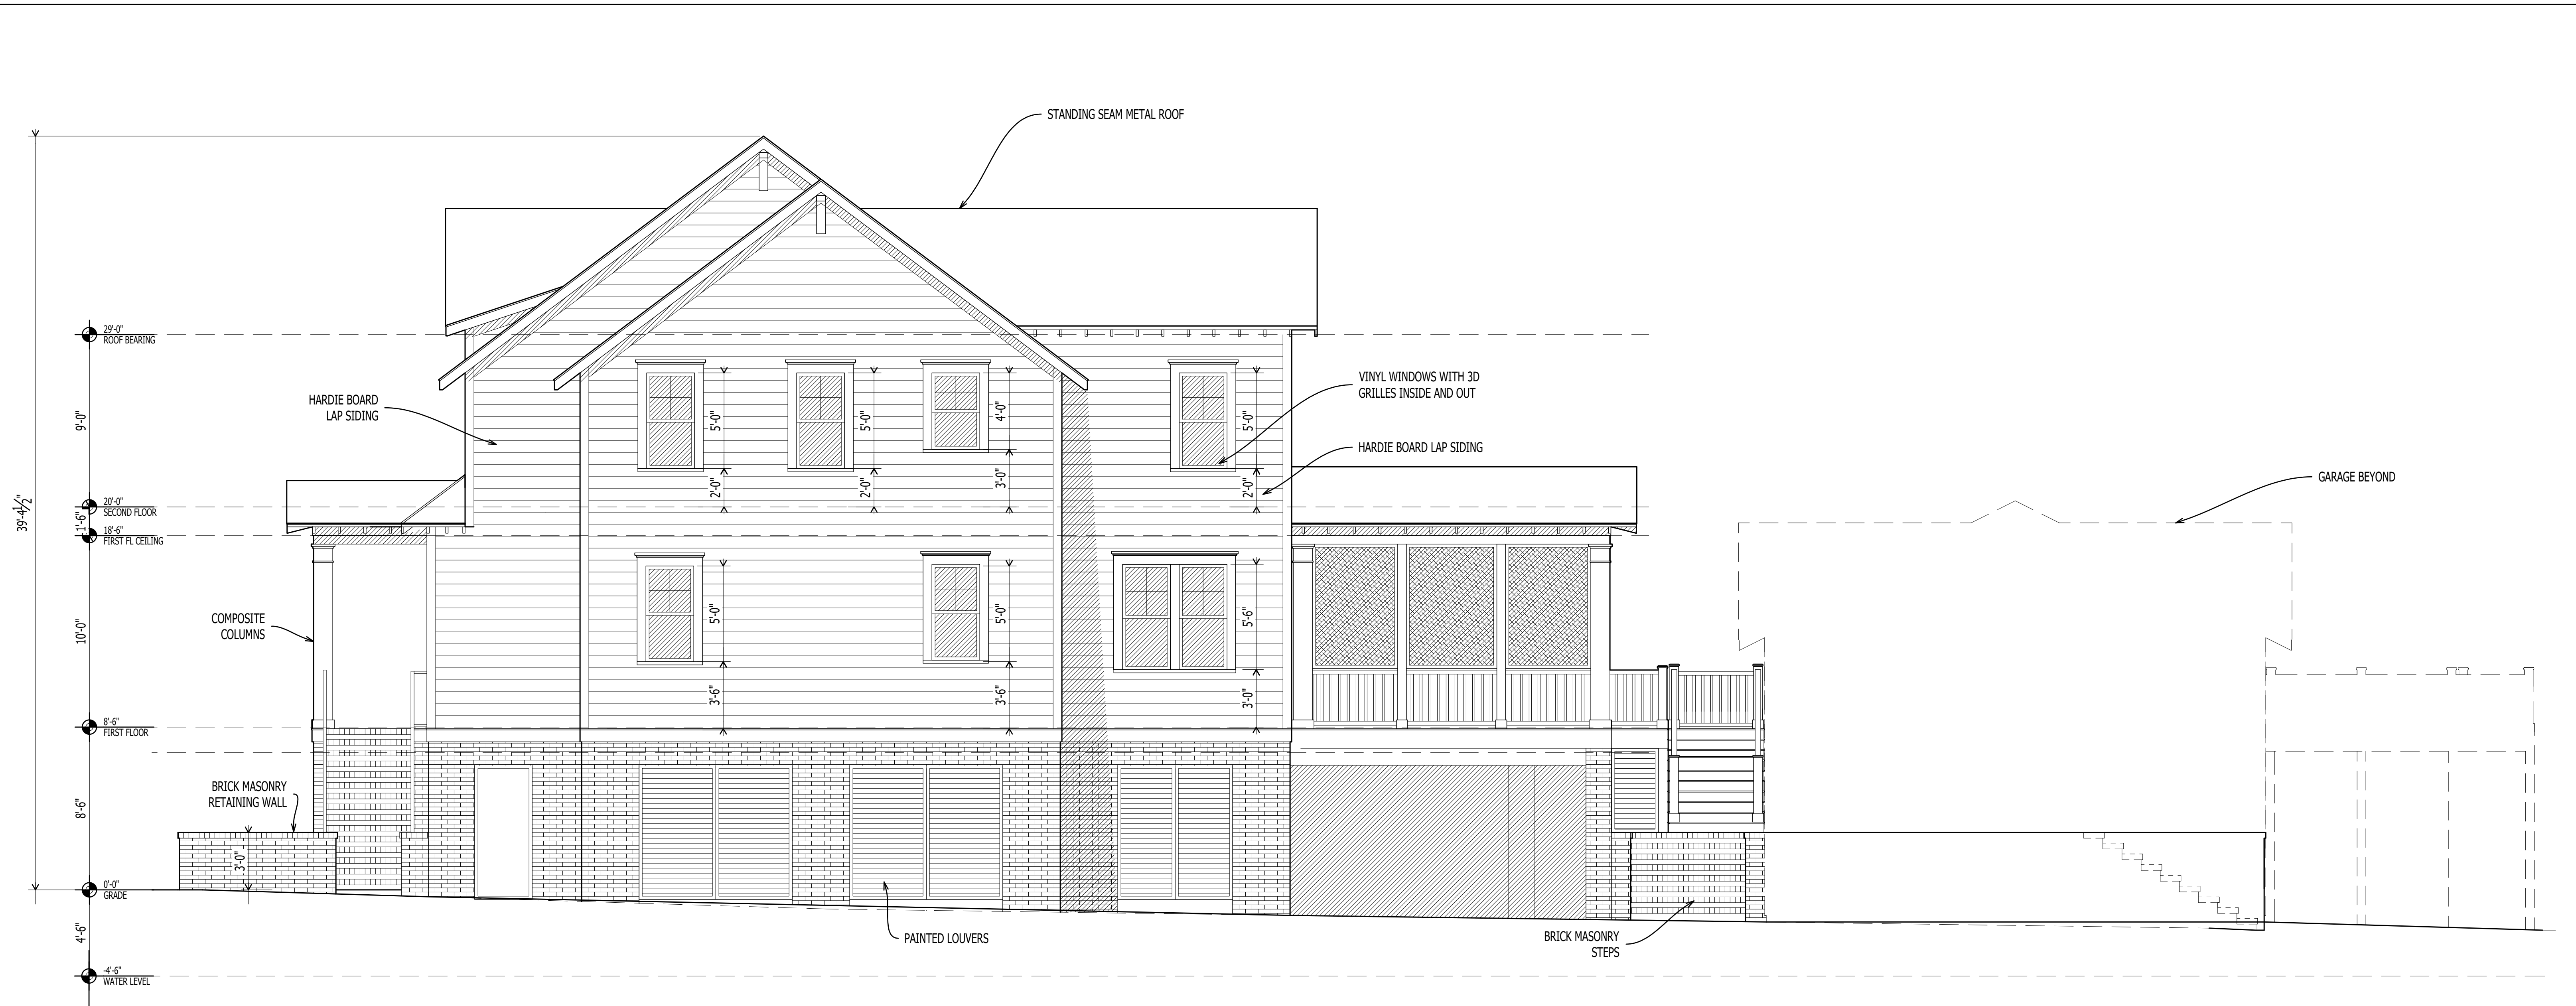 STANDING SEAM METAL ROOF
39'-4½"
29'-0"
ROOF BEARING
9'-0"
HARDIE BOARD
LAP SIDING
VINYL WINDOWS WITH 3D
GRILLES INSIDE AND OUT
HARDIE BOARD LAP SIDING
5'-0"
5'-0"
4'-0"
5'-0"
2'-0"
2'-0"
3'-0"
2'-0"
GARAGE BEYOND
20'-0"
SECOND FLOOR
1'-6"
18'-6"
FIRST FL CEILING
COMPOSITE
COLUMNS
10'-0"
5'-0"
5'-0"
5'-6"
3'-6"
3'-6"
3'-0"
8'-6"
FIRST FLOOR
BRICK MASONRY
RETAINING WALL
8'-6"
3'-0"
0'-0"
GRADE
PAINTED LOUVERS
BRICK MASONRY
STEPS
4'-6"
-4'-6"
WATER LEVEL